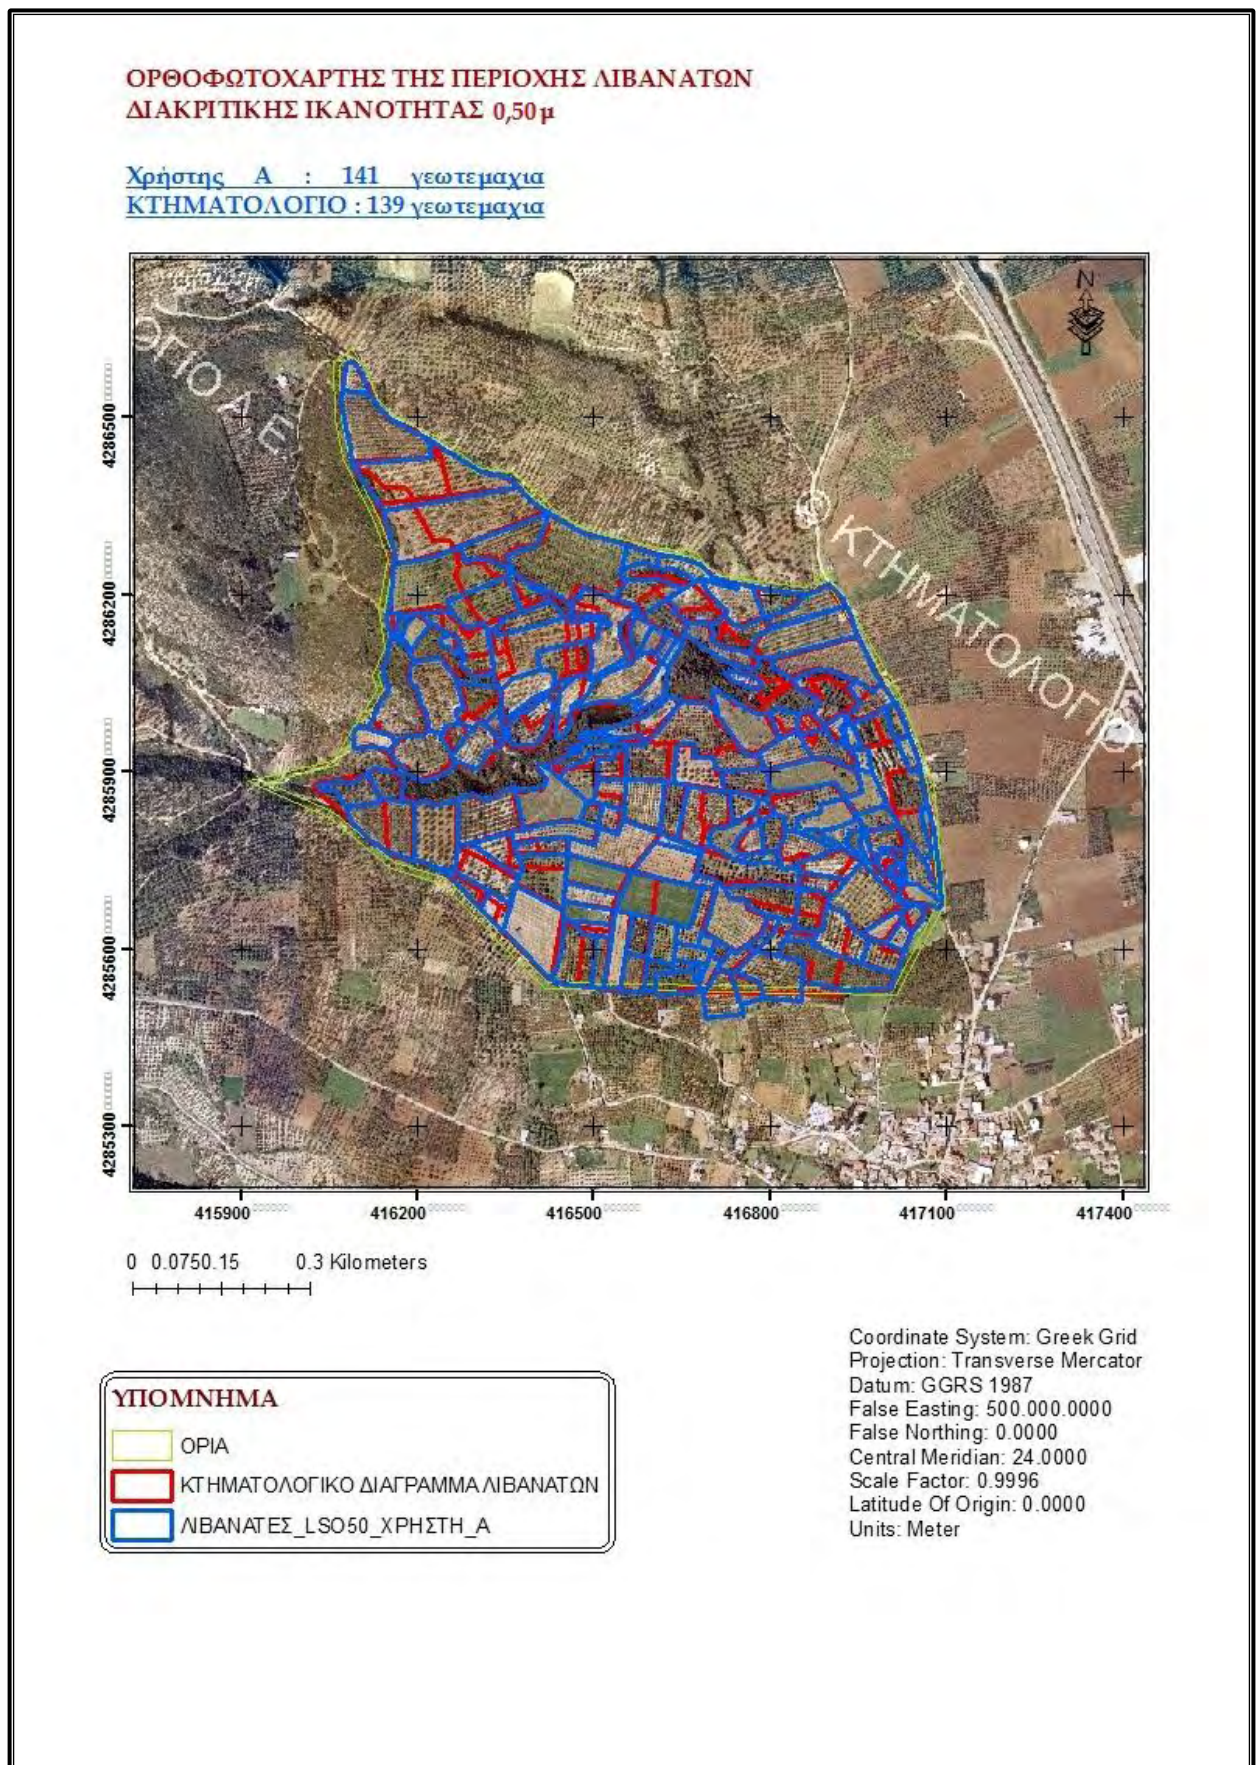 ΟΡΘΟΦΩΤΟΧΑΡΤΗΣ ΤΗΣ ΠΕΡΙΟΧΗΣ ΛΙΒΑΝΑΤΩΝ
ΔΙΑΚΡΙΤΙΚΗΣ ΙΚΑΝΟΤΗΤΑΣ 0,50μ
Χρήστης Α : 141 γεωτεμαχια
ΚΤΗΜΑΤΟΛΟΓΙΟ : 139 γεωτεμαχια
ΟΓΙΟ Α.Ε
N
© ΚΤΗΜΑΤΟΛΟΓΙΟ
4286500
4286200
4285900
4285600
4285300
415900 416200 416500 416800 417100 417400
0 0.0750.15 0.3 Kilometers
Coordinate System: Greek Grid
Projection: Transverse Mercator
Datum: GGRS 1987
False Easting: 500.000.0000
False Northing: 0.0000
Central Meridian: 24.0000
Scale Factor: 0.9996
Latitude Of Origin: 0.0000
Units: Meter
ΥΠΟΜΝΗΜΑ
ΟΡΙΑ
ΚΤΗΜΑΤΟΛΟΓΙΚΟ ΔΙΑΓΡΑΜΜΑ ΛΙΒΑΝΑΤΩΝ
ΛΙΒΑΝΑΤΕΣ_LSO50_ΧΡΗΣΤΗ_Α